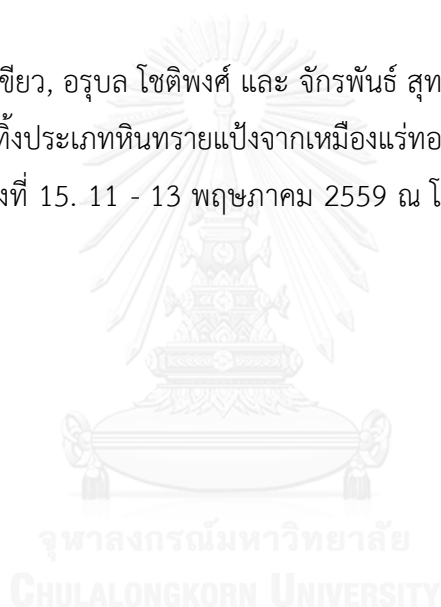 ขียว, อรุบล โชติพงศ์ และ จักรพันธ์ สุท
ทิ้งประเภทหินทรายแป้งจากเหมืองแร่ทอ
งที่ 15. 11 - 13 พฤษภาคม 2559 ณ โ
จุฬาลงกรณ์มหาวิทยาลัย
CHULALONGKORN UNIVERSITY